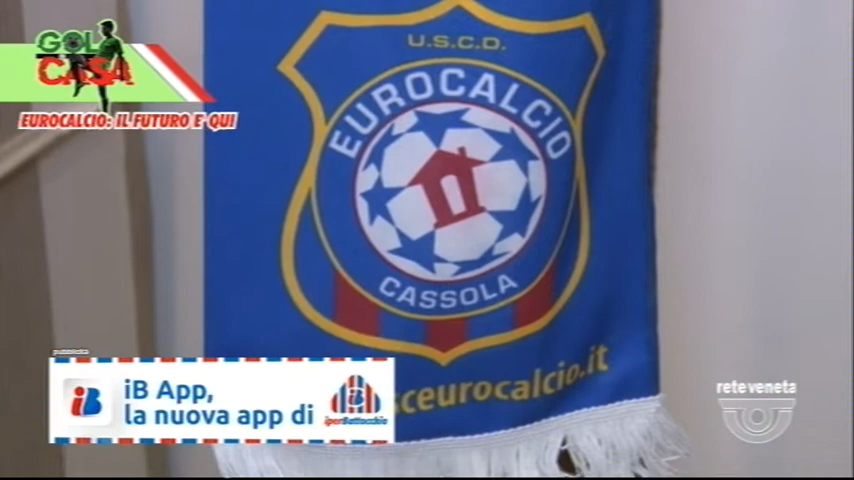 GOL
CASA
EUROCALCIO: IL FUTURO E' QUI
U.S.C.D.
EUROCALCIO
CASSOLA
sceurocalcio.it
iB
iB App,
la nuova app di
iB
reteveneta